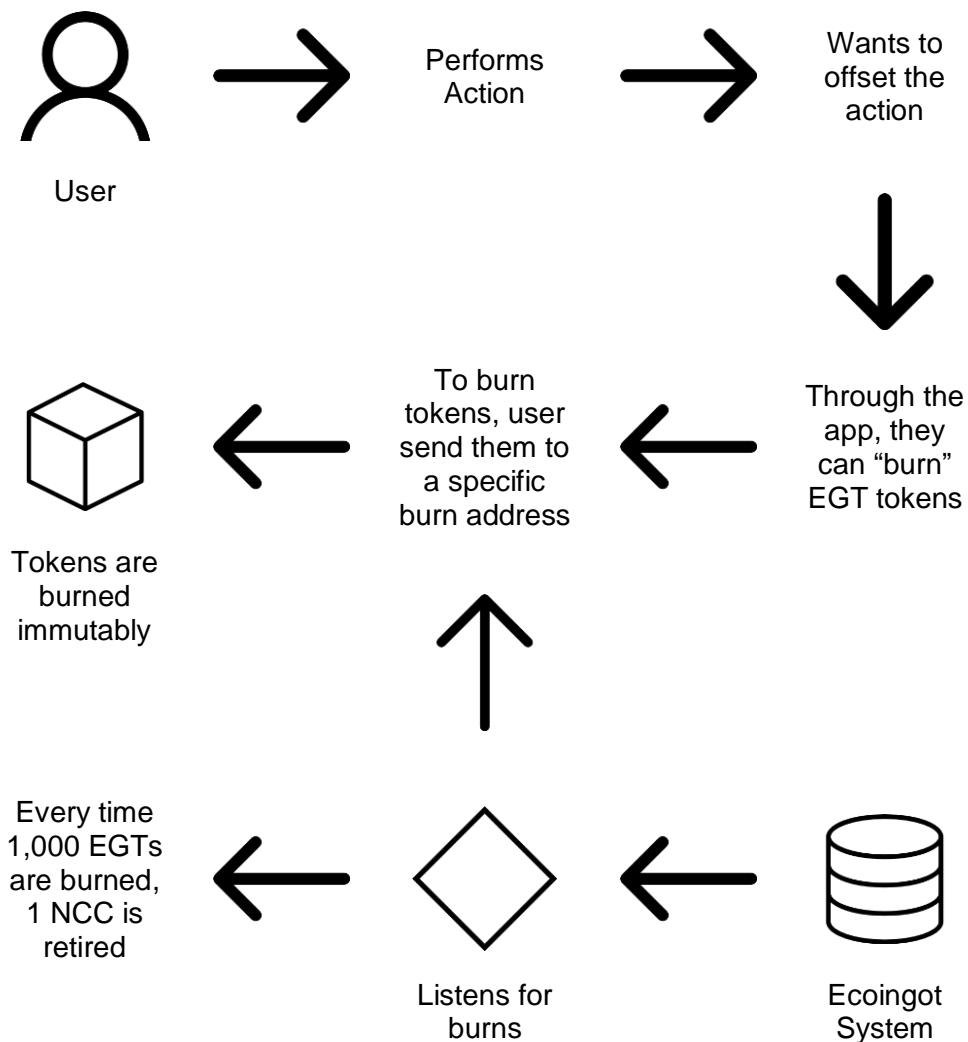 User
Performs
Action
Wants to
offset the
action
Through the
app, they
can “burn”
EGT tokens
To burn
tokens, user
send them to
a specific
burn address
Tokens are
burned
immutably
Every time
1,000 EGTs
are burned,
1 NCC is
retired
Listens for
burns
Ecoingot
System